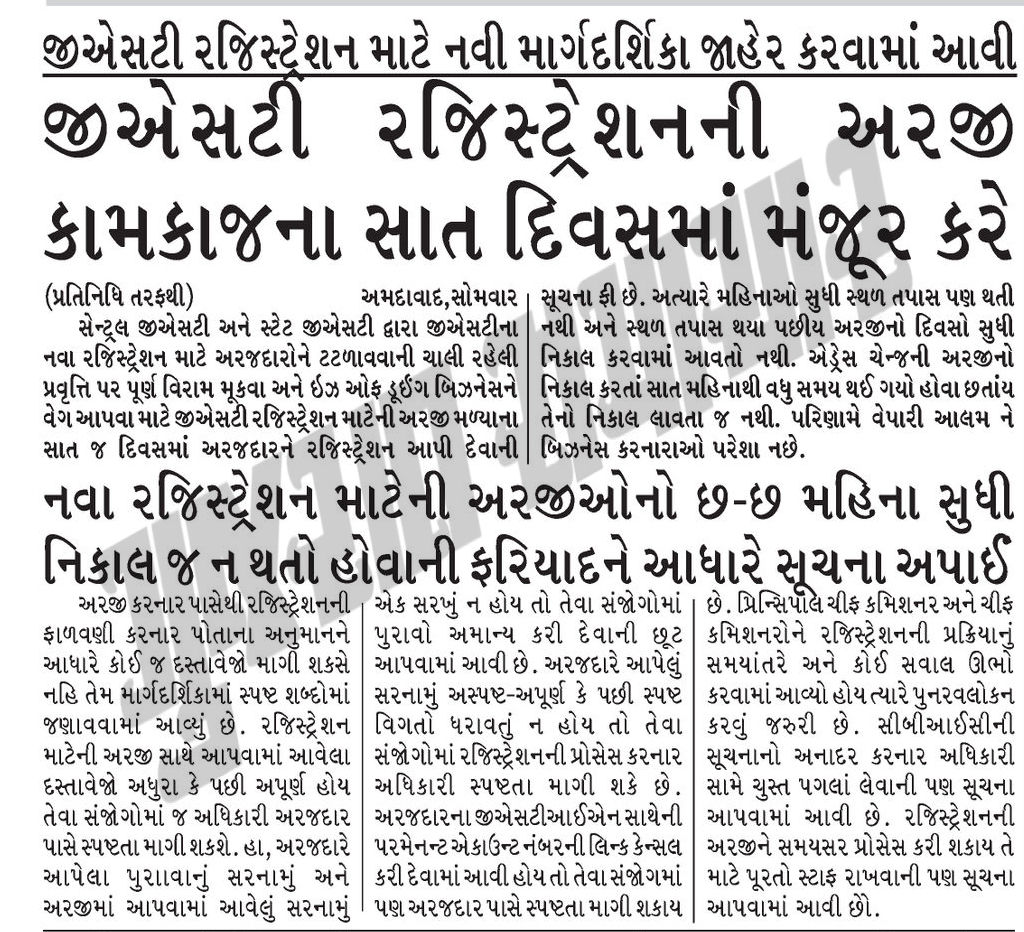 જીએસટી રજિસ્ટ્રેશન માટે નવી માર્ગદર્શિકા જાહેર કરવામાં આવી
જીએસટી રજિસ્ટ્રેશનની અરજી
કામકાજના સાત દિવસમાં મંજૂર કરે
(પ્રતિનિધિ તરફથી) અમદાવાદ,સોમવાર
સેન્ટ્રલ જીએસટી અને સ્ટેટ જીએસટી દ્વારા જીએસટીના
નવા રજિસ્ટ્રેશન માટે અરજદારોને ટટળાવવાની ચાલી રહેલી
પ્રવૃત્તિ પર પૂર્ણ વિરામ મૂકવા અને ઇઝ ઓફ ડૂઈંગ બિઝનેસને
વેગ આપવા માટે જીએસટી રજિસ્ટ્રેશન માટેની અરજી મળ્યાના
સાત જ દિવસમાં અરજદારને રજિસ્ટ્રેશન આપી દેવાની
સૂચના ફી છે. અત્યારે મહિનાઓ સુધી સ્થળ તપાસ પણ થતી
નથી અને સ્થળ તપાસ થયા પછીય અરજીનો દિવસો સુધી
નિકાલ કરવામાં આવતો નથી. એડ્રેસ ચેન્જની અરજીનો
નિકાલ કરતાં સાત મહિનાથી વધુ સમય થઈ ગયો હોવા છતાંય
તેનો નિકાલ લાવતા જ નથી. પરિણામે વેપારી આલમ ને
બિઝનેસ કરનારાઓ પરેશા નછે.
નવા રજિસ્ટ્રેશન માટેની અરજીઓનો છ-છ મહિના સુધી
નિકાલ જ ન થતો હોવાની ફરિયાદને આધારે સૂચના અપાઈ
અરજી કરનાર પાસેથી રજિસ્ટ્રેશનની
ફાળવણી કરનાર પોતાના અનુમાનને
આધારે કોઈ જ દસ્તાવેજો માગી શકસે
નહિ તેમ માર્ગદર્શિકામાં સ્પષ્ટ શબ્દોમાં
જણાવવામાં આવ્યું છે. રજિસ્ટ્રેશન
માટેની અરજી સાથે આપવામાં આવેલા
દસ્તાવેજો અધુરા કે પછી અપૂર્ણ હોય
તેવા સંજોગોમાં જ અધિકારી અરજદાર
પાસે સ્પષ્ટતા માગી શકશે. હા, અરજદારે
આપેલા પુરાાવાનું સરનામું અને
અરજીમાં આપવામાં આવેલું સરનામું
એક સરખું ન હોય તો તેવા સંજોગોમાં
પુરાવો અમાન્ય કરી દેવાની છૂટ
આપવામાં આવી છે. અરજદારે આપેલું
સરનામું અસ્પષ્ટ-અપૂર્ણ કે પછી સ્પષ્ટ
વિગતો ધરાવતું ન હોય તો તેવા
સંજોગોમાં રજિસ્ટ્રેશનની પ્રોસેસ કરનાર
અધિકારી સ્પષ્ટતા માગી શકે છે.
અરજદારના જીએસટીઆઈએન સાથેની
પરમેનન્ટ એકાઉન્ટ નંબરની લિન્ક કેન્સલ
કરી દેવામાં આવી હોય તો તેવા સંજોગમાં
પણ અરજદાર પાસે સ્પષ્ટતા માગી શકાય
છે. પ્રિન્સિપાલ ચીફ કમિશનર અને ચીફ
કમિશનરોને રજિસ્ટ્રેશનની પ્રક્રિયાનું
સમયાંતરે અને કોઈ સવાલ ઊભો
કરવામાં આવ્યો હોય ત્યારે પુનરવલોકન
કરવું જરુરી છે. સીબીઆઈસીની
સૂચનાનો અનાદર કરનાર અધિકારી
સામે ચુસ્ત પગલાં લેવાની પણ સૂચના
આપવામાં આવી છે. રજિસ્ટ્રેશનની
અરજીને સમયસર પ્રોસેસ કરી શકાય તે
માટે પૂરતો સ્ટાફ રાખવાની પણ સૂચના
આપવામાં આવી છોે.
ગુજરાત સમાચાર